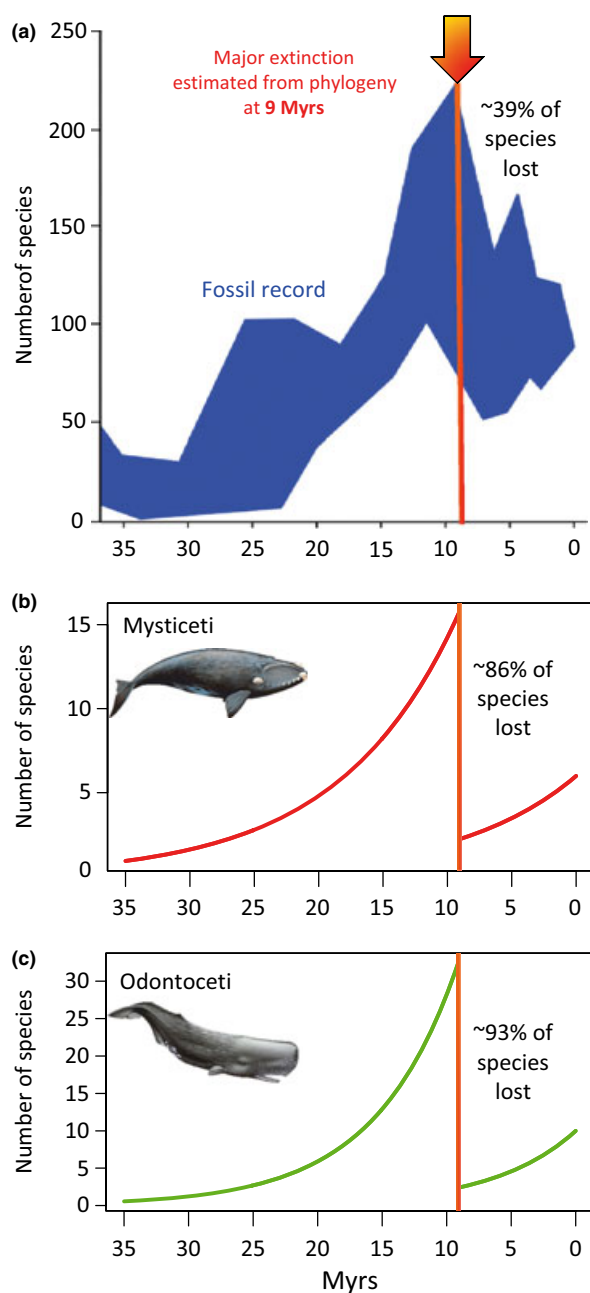 (a)
250
200
150
100
50
0
Numberof species
Major extinction
estimated from phylogeny
at 9 Myrs
~39% of
species
lost
Fossil record
35 30 25 20 15 10 5 0
(b)
15
10
5
0
Number of species
Mysticeti
~86% of
species
lost
35 30 25 20 15 10 5 0
(c)
30
25
20
15
10
5
0
Number of species
Odontoceti
~93% of
species
lost
35 30 25 20 15 10 5 0
Myrs